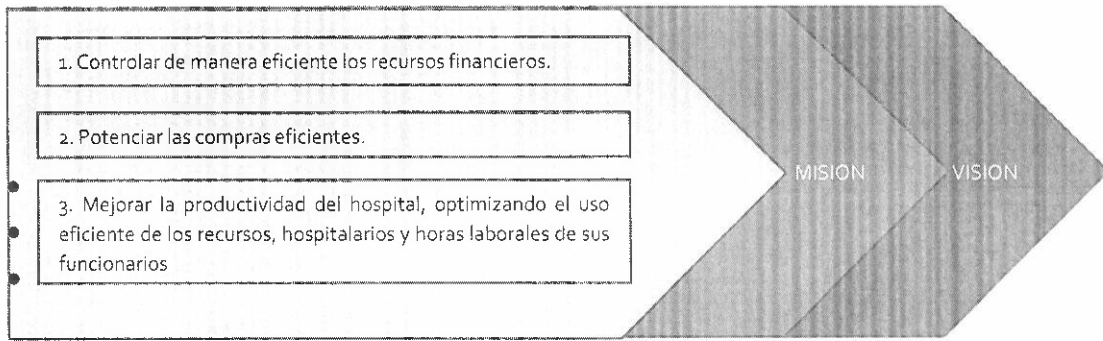 1. Controlar de manera eficiente los recursos financieros.
2. Potenciar las compras eficientes.
3. Mejorar la productividad del hospital, optimizando el uso
eficiente de los recursos, hospitalarios y horas laborales de sus
funcionarios
MISION
VISION